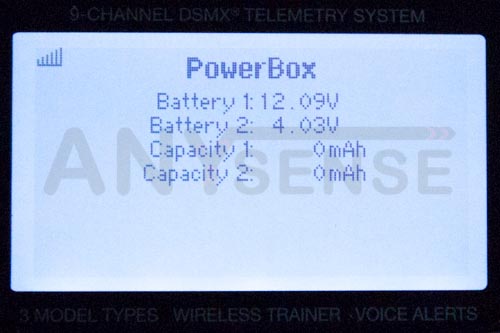 9-CHANNEL DSMX® TELEMETRY SYSTEM
PowerBox
Battery 1: 12.09V
Battery 2: 4.03V
Capacity 1: 0mAh
Capacity 2: 0mAh
ANYSENSE
3 MODEL TYPES WIRELESS TRAINER VOICE ALERTS